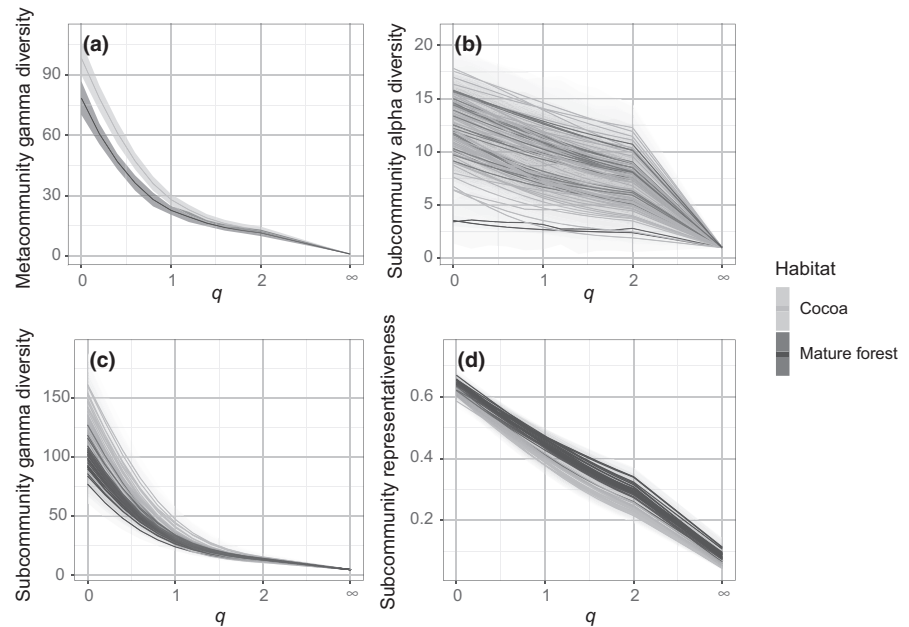 (a)
Metacommunity gamma diversity
90
60
30
0
0 1 2 ∞
q
(b)
Subcommunity alpha diversity
20
15
10
5
0
0 1 2 ∞
q
Habitat
Cocoa
Mature forest
(c)
Subcommunity gamma diversity
150
100
50
0
0 1 2 ∞
q
(d)
Subcommunity representativeness
0.6
0.4
0.2
0 1 2 ∞
q